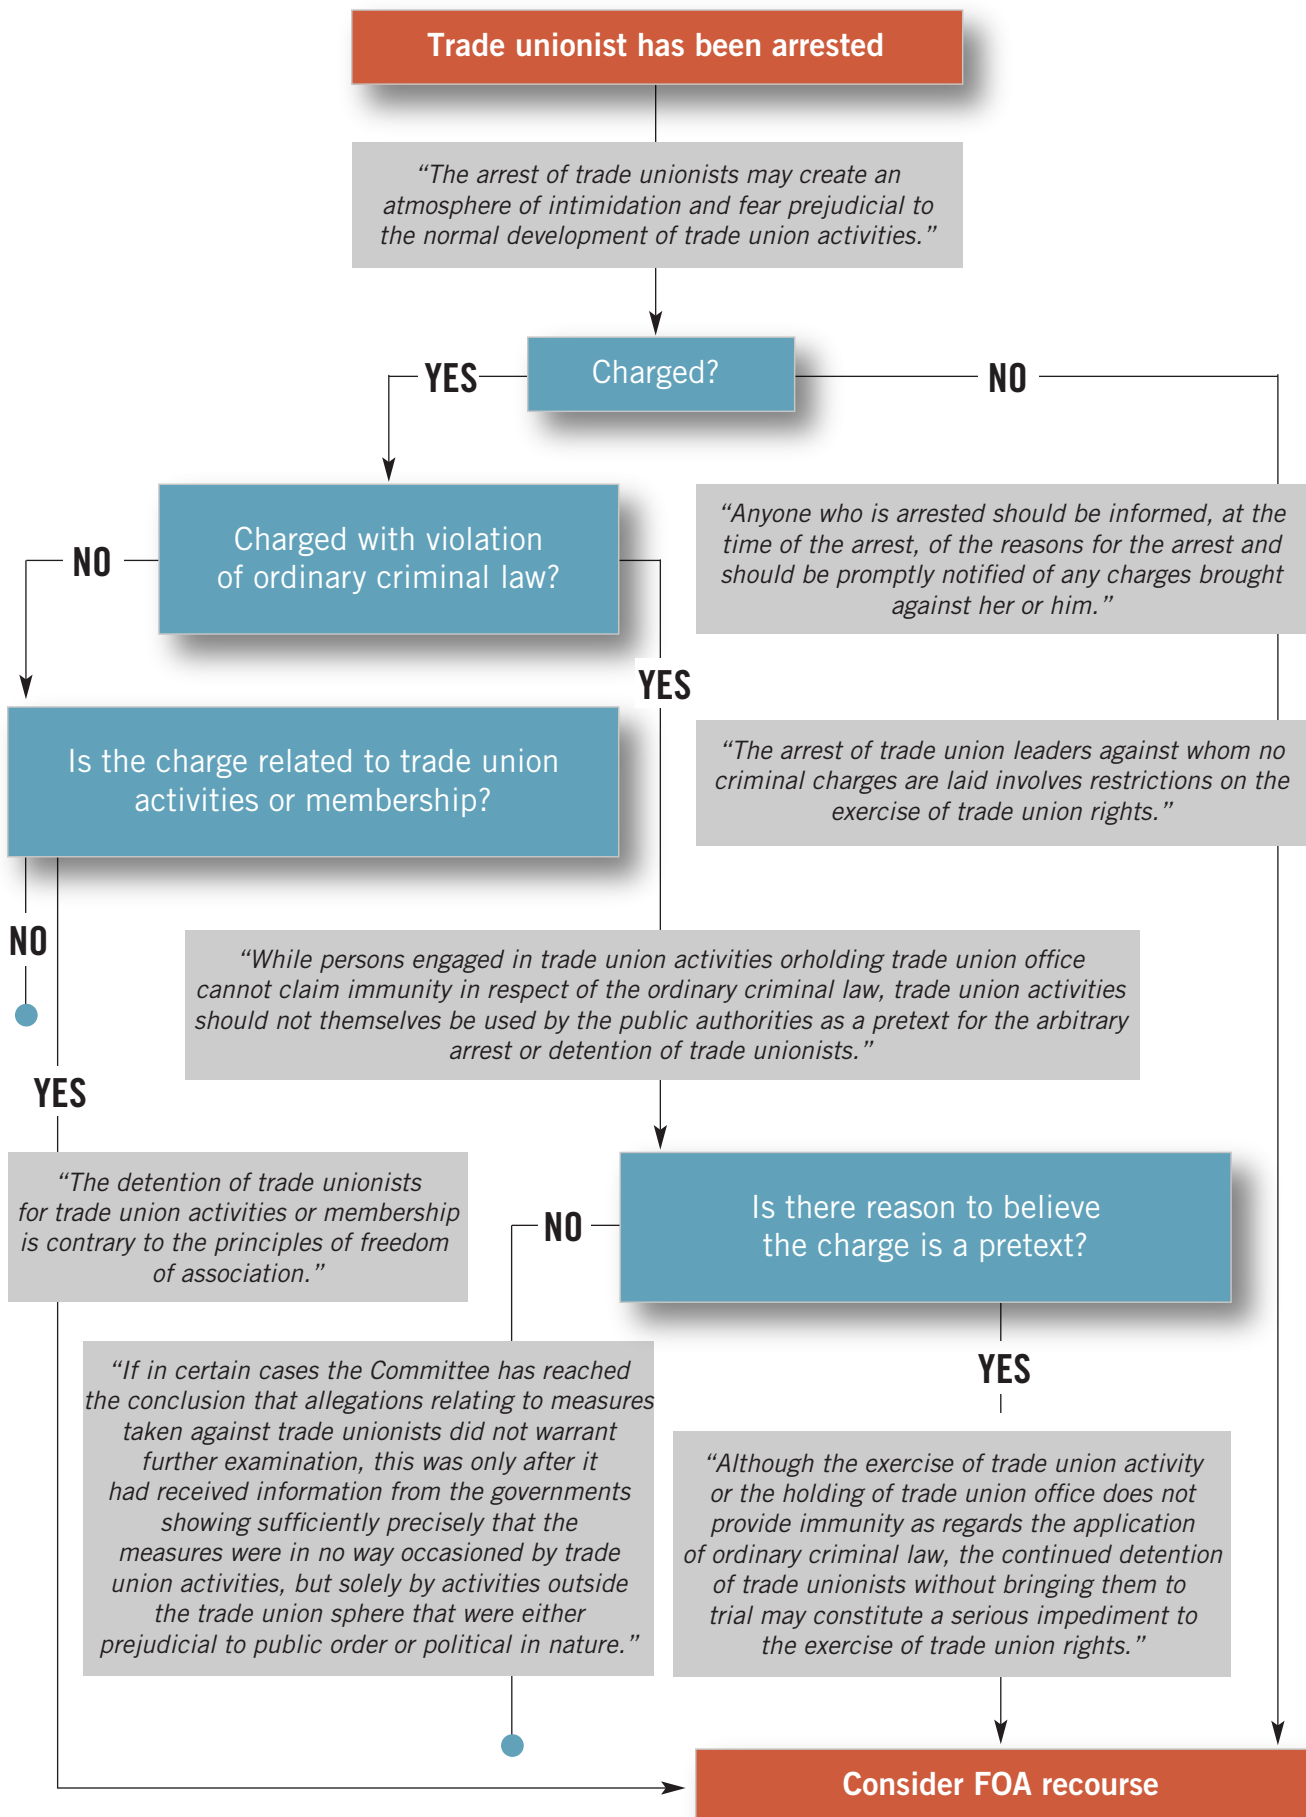 Trade unionist has been arrested
“The arrest of trade unionists may create an
atmosphere of intimidation and fear prejudicial to
the normal development of trade union activities.”
Charged?
YES
NO
Charged with violation
of ordinary criminal law?
NO
YES
“Anyone who is arrested should be informed, at the
time of the arrest, of the reasons for the arrest and
should be promptly notified of any charges brought
against her or him.”
Is the charge related to trade union
activities or membership?
“The arrest of trade union leaders against whom no
criminal charges are laid involves restrictions on the
exercise of trade union rights.”
NO
YES
“While persons engaged in trade union activities orholding trade union office
cannot claim immunity in respect of the ordinary criminal law, trade union activities
should not themselves be used by the public authorities as a pretext for the arbitrary
arrest or detention of trade unionists.”
“The detention of trade unionists
for trade union activities or membership
is contrary to the principles of freedom
of association.”
Is there reason to believe
the charge is a pretext?
NO
YES
“If in certain cases the Committee has reached
the conclusion that allegations relating to measures
taken against trade unionists did not warrant
further examination, this was only after it
had received information from the governments
showing sufficiently precisely that the
measures were in no way occasioned by trade
union activities, but solely by activities outside
the trade union sphere that were either
prejudicial to public order or political in nature.”
“Although the exercise of trade union activity
or the holding of trade union office does not
provide immunity as regards the application
of ordinary criminal law, the continued detention
of trade unionists without bringing them to
trial may constitute a serious impediment to
the exercise of trade union rights.”
Consider FOA recourse